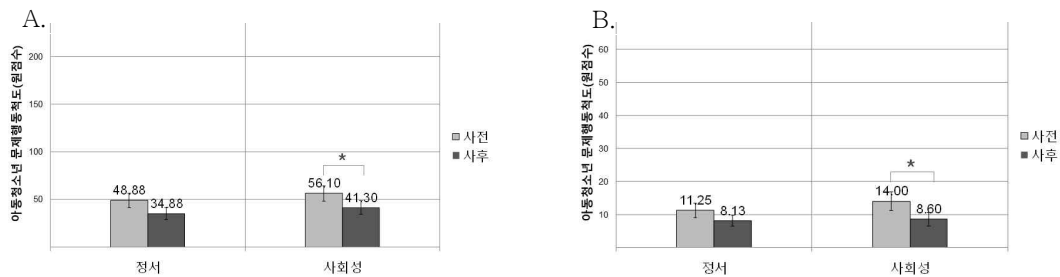 A.
아동청소년 문제행동척도(원점수)
200
150
100
50
48.88
34.88
56.10
41.30
*
정서
사회성
사전
사후
B.
아동청소년 문제행동척도(원점수)
60
50
40
30
20
10
11.25
8.13
14.00
8.60
*
정서
사회성
사전
사후